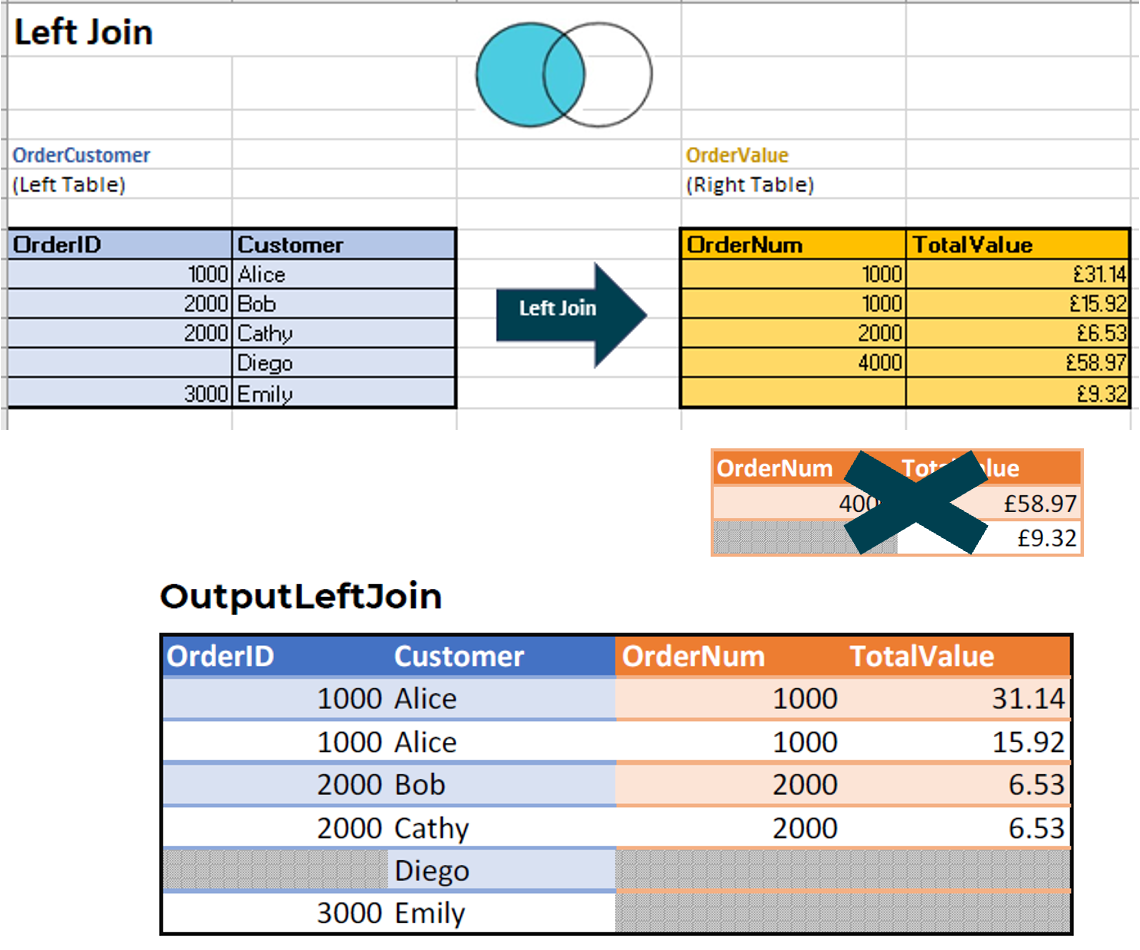 Left Join
OrderCustomer
(Left Table)
OrderValue
(Right Table)
OrderID Customer
1000 Alice
2000 Bob
2000 Cathy
Diego
3000 Emily
Left Join
OrderNum TotalValue
1000 £31.14
1000 £15.92
2000 £6.53
4000 £58.97
£9.32
OrderNum
£58.97
£9.32
OutputLeftJoin
OrderID Customer OrderNum TotalValue
1000 Alice 1000 31.14
1000 Alice 1000 15.92
2000 Bob 2000 6.53
2000 Cathy 2000 6.53
Diego
3000 Emily